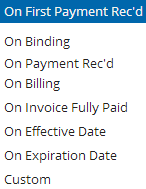 On First Payment Rec'd
On Binding
On Payment Rec'd
On Billing
On Invoice Fully Paid
On Effective Date
On Expiration Date
Custom